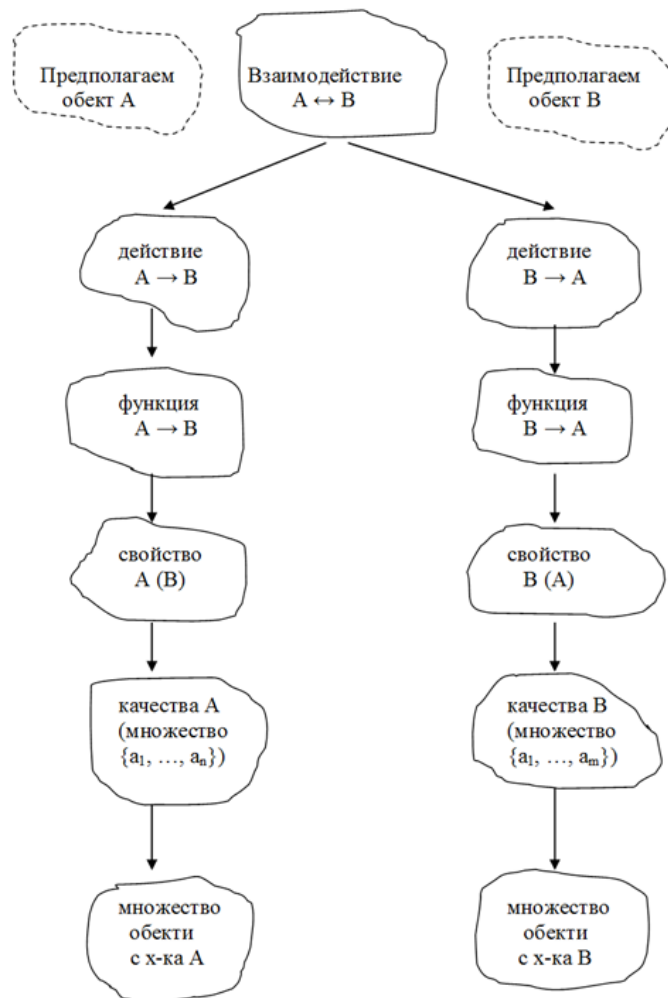 Предполагаем
обект A
Взаимодействие
A ↔ B
Предполагаем
обект B
действие
A → B
действие
B → A
функция
A → B
функция
B → A
свойство
A (B)
свойство
B (A)
качества A
(множество
{a₁, …, aₙ})
качества B
(множество
{a₁, …, aₘ})
множество
обекти
с х-ка A
множество
обекти
с х-ка B